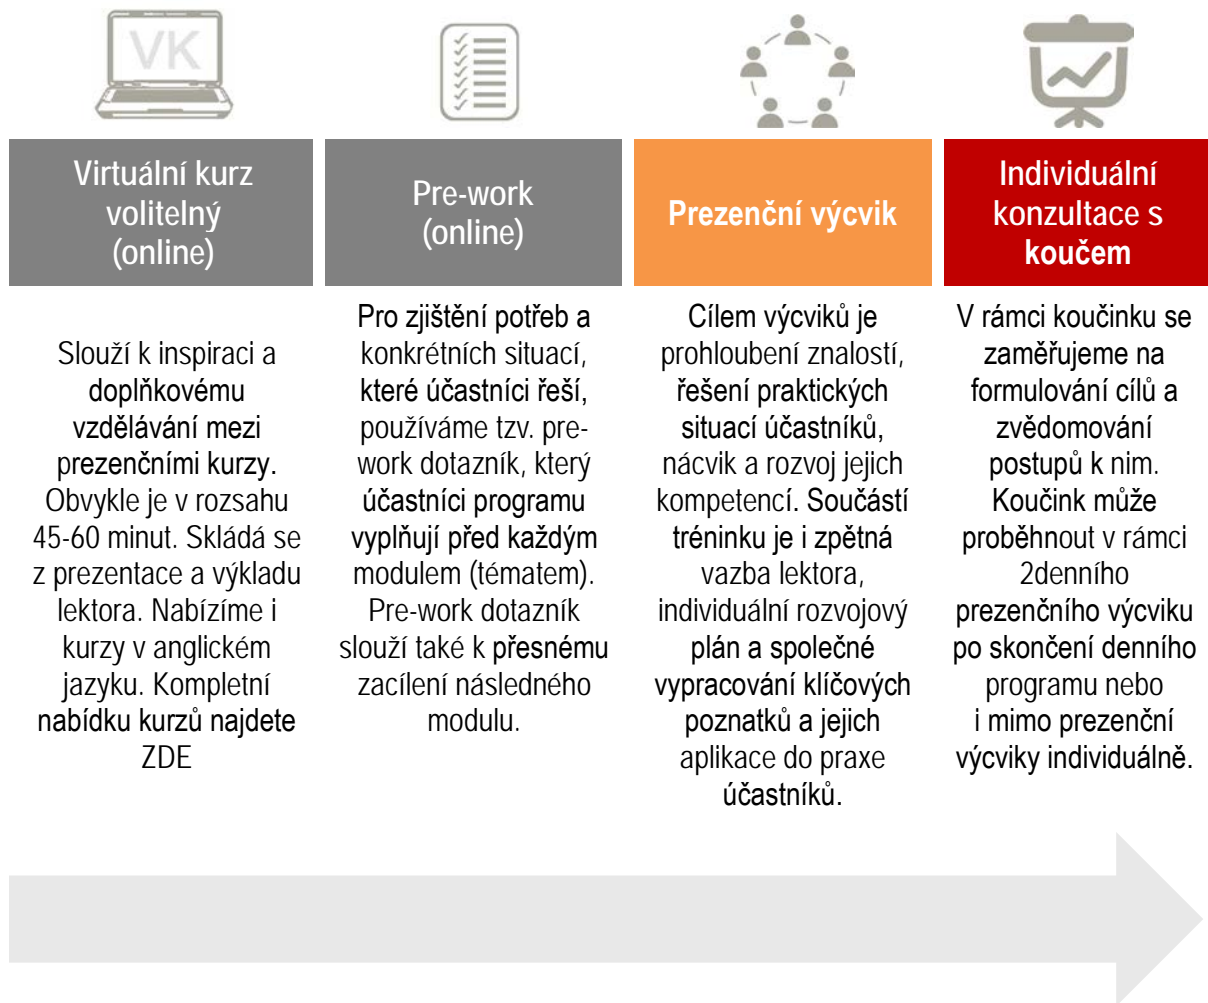 VK
Virtuální kurz
volitelný
(online)
Slouží k inspiraci a
doplňkovému
vzdělávání mezi
prezenčními kurzy.
Obvykle je v rozsahu
45-60 minut. Skládá se
z prezentace a výkladu
lektora. Nabízíme i
kurzy v anglickém
jazyku. Kompletní
nabídku kurzů najdete
ZDE
Pre-work
(online)
Pro zjištění potřeb a
konkrétních situací,
které účastníci řeší,
používáme tzv. pre-
work dotazník, který
účastníci programu
vyplňují před každým
modulem (tématem).
Pre-work dotazník
slouží také k přesnému
zacílení následného
modulu.
Prezenční výcvik
Cílem výcviků je
prohloubení znalostí,
řešení praktických
situací účastníků,
nácvik a rozvoj jejich
kompetencí. Součástí
tréninku je i zpětná
vazba lektora,
individuální rozvojový
plán a společné
vypracování klíčových
poznatků a jejich
aplikace do praxe
účastníků.
Individuální
konzultace s
koučem
V rámci koučinku se
zaměřujeme na
formulování cílů a
zvědomování
postupů k nim.
Koučink může
proběhnout v rámci
2denního
prezenčního výcviku
po skončení denního
programu nebo
i mimo prezenční
výcviky individuálně.